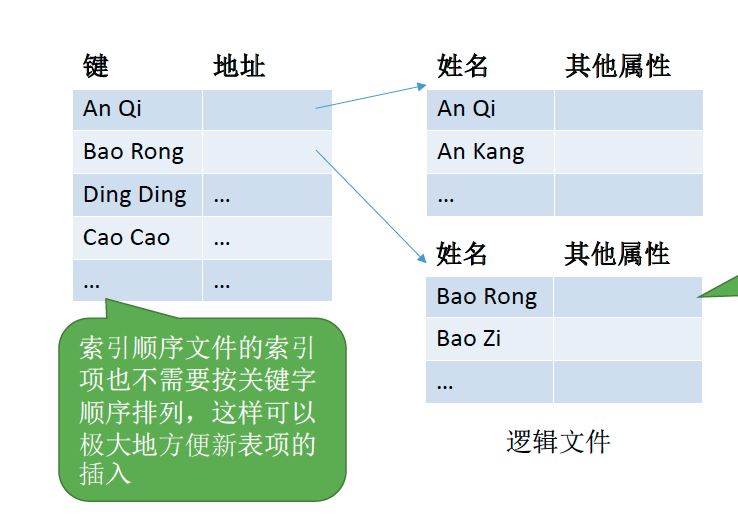 键 地址
An Qi
Bao Rong
Ding Ding ...
Cao Cao ...
... ...
索引顺序文件的索引
项也不需要按关键字
顺序排列，这样可以
极大地方便新表项的
插入
姓名 其他属性
An Qi
An Kang
...
姓名 其他属性
Bao Rong
Bao Zi
...
逻辑文件